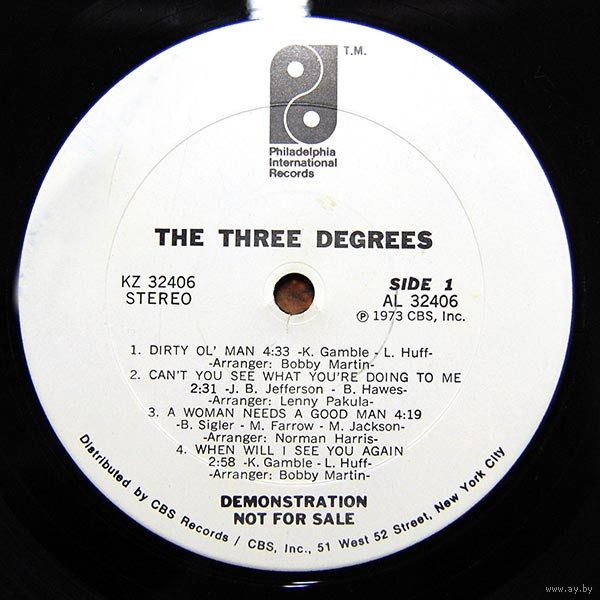 T.M.
Philadelphia
International
Records
THE THREE DEGREES
KZ 32406
STEREO
SIDE 1
AL 32406
Ⓟ 1973 CBS, Inc.
1. DIRTY OL' MAN 4:33 -K. Gamble - L. Huff-
-Arranger: Bobby Martin-
2. CAN'T YOU SEE WHAT YOU'RE DOING TO ME
2:31 -J. B. Jefferson - B. Hawes-
-Arranger: Lenny Pakula-
3. A WOMAN NEEDS A GOOD MAN 4:19
-B. Sigler - M. Farrow - M. Jackson-
-Arranger: Norman Harris-
4. WHEN WILL I SEE YOU AGAIN
2:58 -K. Gamble - L. Huff-
-Arranger: Bobby Martin-
DEMONSTRATION
NOT FOR SALE
Distributed by CBS Records / CBS, Inc., 51 West 52 Street, New York City
www.ay.by